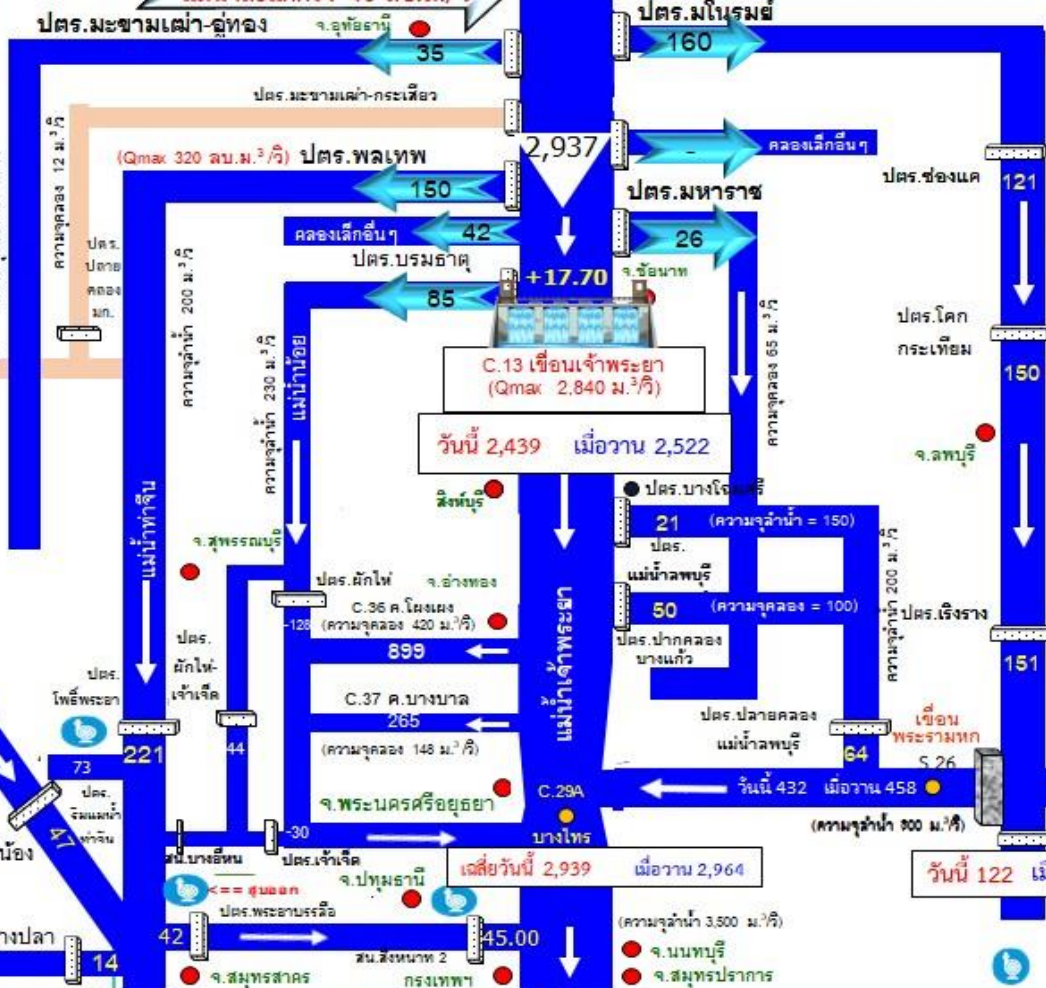 ปตร.มะขามเฒ่า-อู่ทอง
จ.อุทัยธานี
35
ปตร.มโนรมย์
160
ปตร.มะขามเฒ่า-กระเสียว
ความจุคลอง 12 ม.³/วิ
(Qmax 320 ลบ.ม.³/วิ) ปตร.พลเทพ
2,937
-
คลองเล็กอื่นๆ
ปตร.ช่องแค
121
150
ปตร.มหาราช
คลองเล็กอื่นๆ
42
26
ปตร.บรมธาตุ
ปตร.
ปลาย
คลอง
มก.
ความจุลำน้ำ 200 ม.³/วิ
85
+17.70
จ.ชัยนาท
ปตร.โคก
กระเทียม
150
C.13 เขื่อนเจ้าพระยา
(Qmax 2,840 ม.³/วิ)
ความจุลำน้ำ 230 ม.³/วิ
แม่น้ำน้อย
ความจุคลอง 65 ม.³/วิ
วันนี้ 2,439 เมื่อวาน 2,522
จ.ลพบุรี
สิงห์บุรี
21
(ความจุลำน้ำ = 150)
ปตร.
แม่น้ำลพบุรี
แม่น้ำท่าจีน
จ.สุพรรณบุรี
ปตร.ผักไห่
จ.อ่างทอง
50
(ความจุคลอง = 100)
ความจุลำน้ำ 200 ม.³/วิ
ปตร.เริงราง
151
C.36 ค.โผงเผง
(ความจุคลอง 420 ม.³/วิ)
-128
899
ปตร.ปากคลอง
บางแก้ว
แม่น้ำเจ้าพระยา
ปตร.
ผักไห่-
เจ้าเจ็ด
ปตร.
โพธิ์พระยา
C.37 ค.บางบาล
265
(ความจุคลอง 148 ม.³/วิ)
ปตร.ปลายคลอง
แม่น้ำลพบุรี
64
เขื่อน
พระรามหก
S.26
221
44
73
ปตร.
ริมแม่น้ำ
ท่าจีน
47
จ.พระนครศรีอยุธยา
C.29A
บางไทร
วันนี้ 432 เมื่อวาน 458
(ความจุลำน้ำ 800 ม.³/วิ)
-30
สน.บางยี่หน
ปตร.เจ้าเจ็ด
เฉลี่ยวันนี้ 2,939 เมื่อวาน 2,964
วันนี้ 122
<== สูบออก
จ.ปทุมธานี
ปตร.พระยาบรรลือ
42
45.00
(ความจุลำน้ำ 3,500 ม.³/วิ)
สน.สิงหนาท 2
14
จ.สมุทรสาคร
กรุงเทพฯ
จ.นนทบุรี
จ.สมุทรปราการ